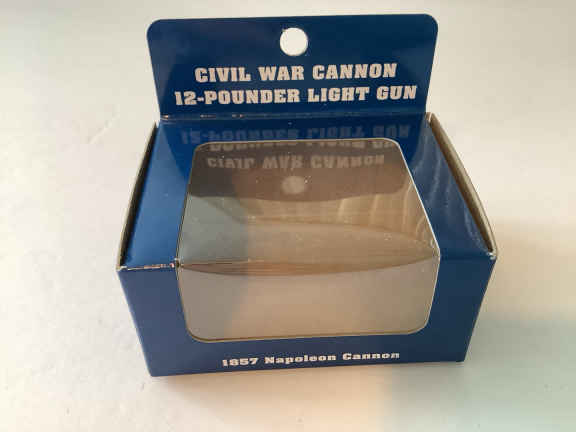 CIVIL WAR CANNON
12-POUNDER LIGHT GUN
1857 Napoleon Cannon